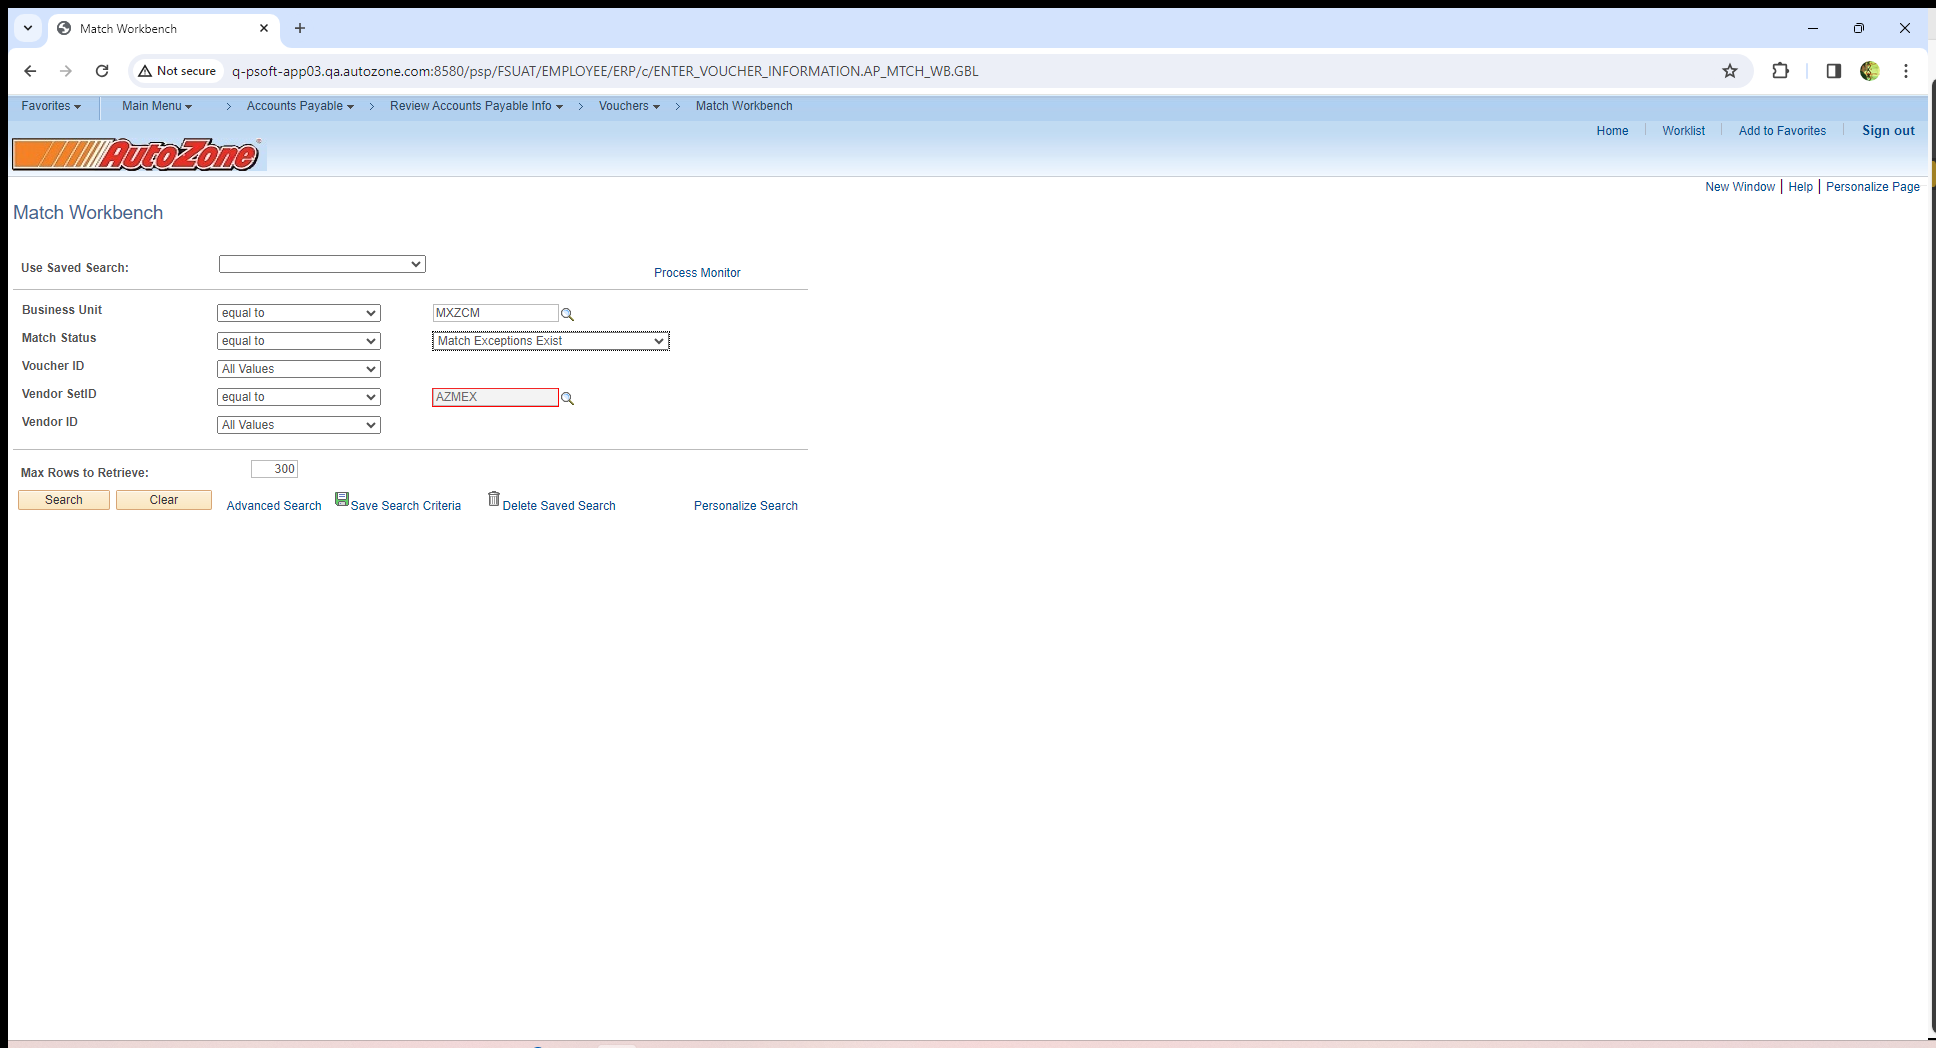 Match Workbench
Not secure
q-psoft-app03.qa.autozone.com:8580/psp/FSUAT/EMPLOYEE/ERP/c/ENTER_VOUCHER_INFORMATION.AP_MTCH_WB.GBL
Favorites Main Menu > Accounts Payable > Review Accounts Payable Info > Vouchers > Match Workbench
Home Worklist Add to Favorites Sign out
AutoZone
New Window | Help | Personalize Page
Match Workbench
Use Saved Search:
Process Monitor
Business Unit equal to MXZCM
Match Status equal to Match Exceptions Exist
Voucher ID All Values
Vendor SetID equal to AZMEX
Vendor ID All Values
Max Rows to Retrieve: 300
Search Clear Advanced Search Save Search Criteria Delete Saved Search Personalize Search